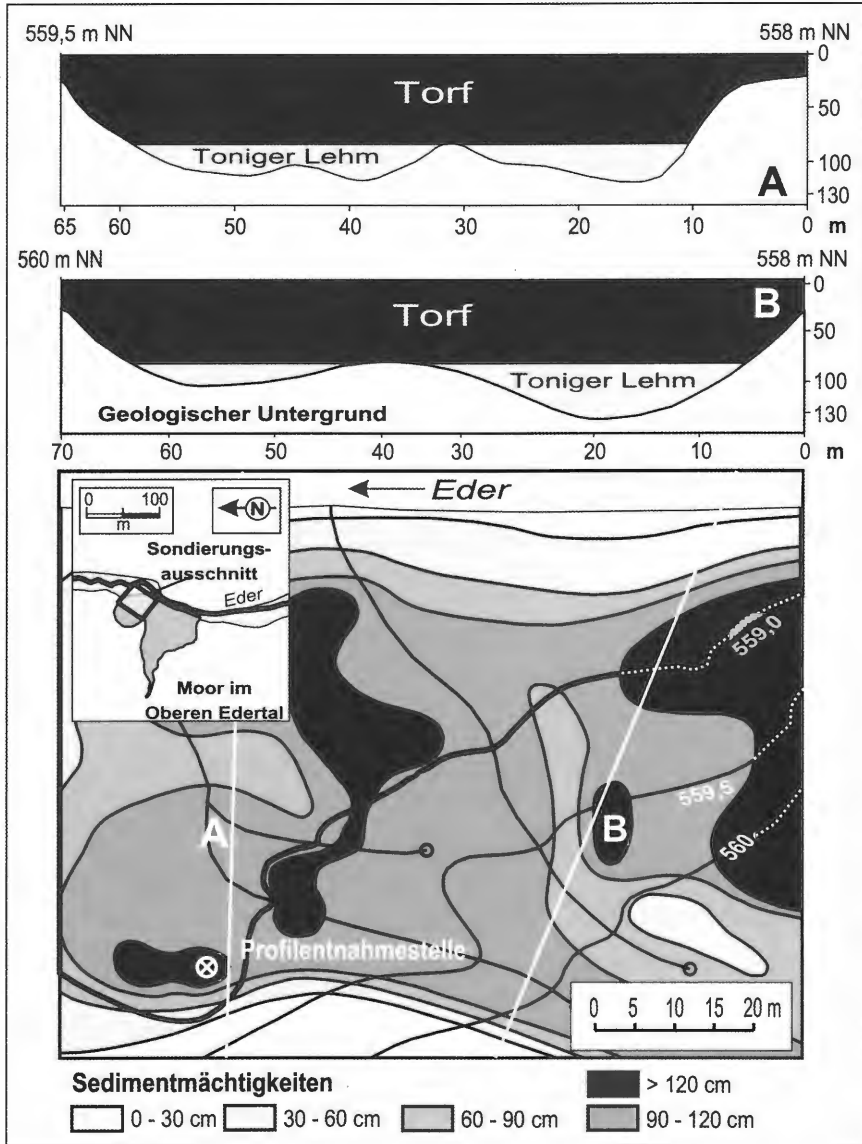 559,5 m NN 558 m NN
0
Torf
50
Toniger Lehm
100
A
130
65 60 50 40 30 20 10 0 m
560 m NN 558 m NN
0
B
Torf
50
Toniger Lehm
100
Geologischer Untergrund
130
70 60 50 40 30 20 10 0 m
Eder
0 100
m
N
Sondierungs-
ausschnitt
Eder
Moor im
Oberen Edertal
559,0
559,5
A
B
560
Profilentnahmestelle
0 5 10 15 20 m
Sedimentmächtigkeiten
> 120 cm
0 - 30 cm 30 - 60 cm 60 - 90 cm 90 - 120 cm